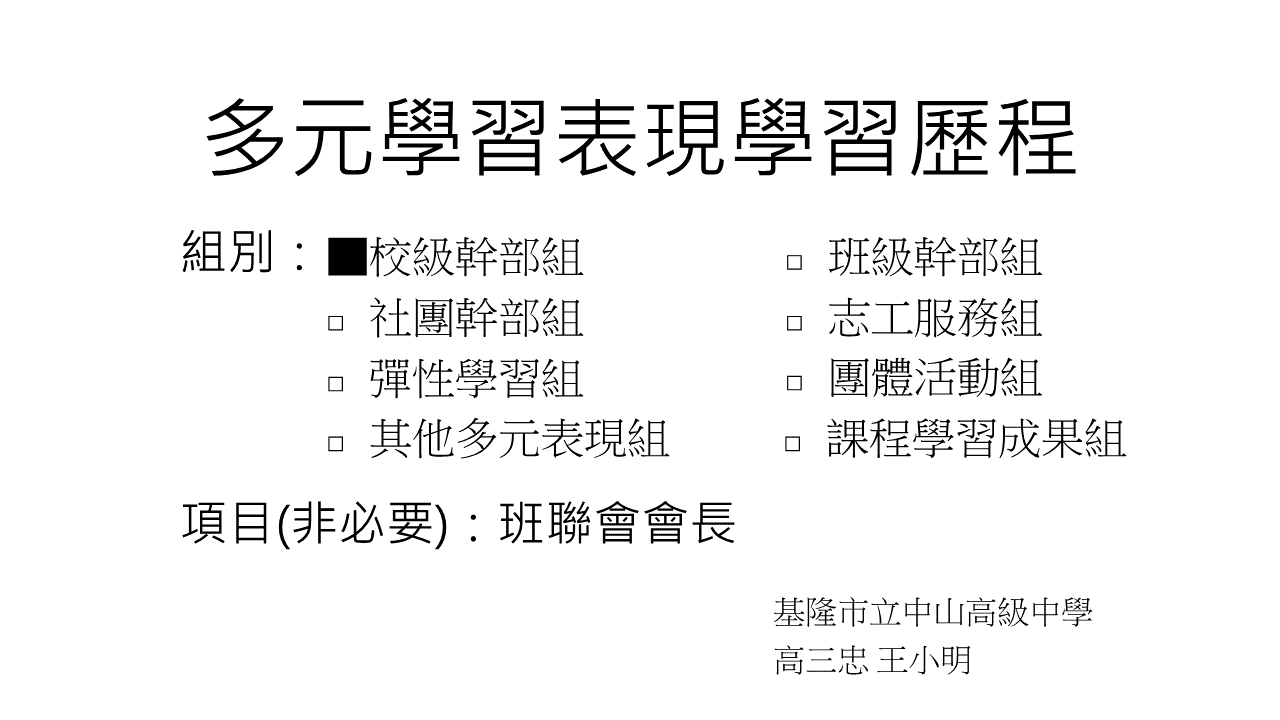 多元學習表現學習歷程
組別：■校級幹部組 □ 班級幹部組
□ 社團幹部組 □ 志工服務組
□ 彈性學習組 □ 團體活動組
□ 其他多元表現組 □ 課程學習成果組
項目(非必要)：班聯會會長
基隆市立中山高級中學
高三忠 王小明